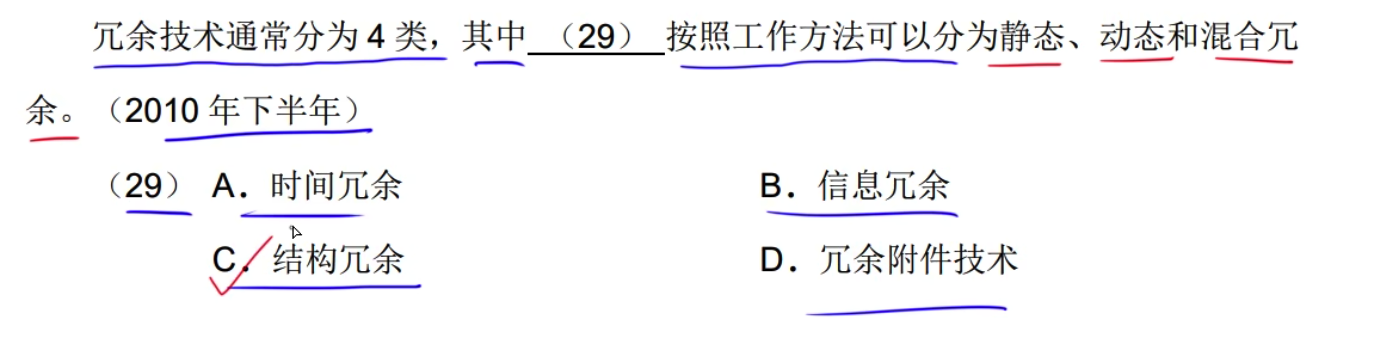 冗余技术通常分为 4 类，其中 （29） 按照工作方法可以分为静态、动态和混合冗
余。（2010 年下半年）
（29） A．时间冗余 B．信息冗余
C．结构冗余 D．冗余附件技术